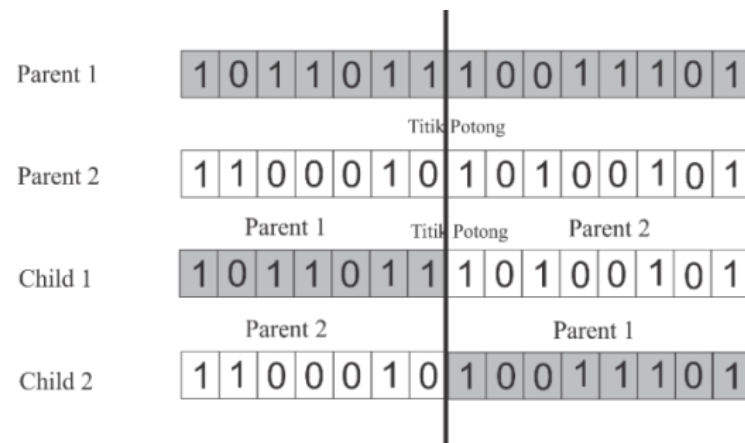 Parent 1 1 0 1 1 0 1 1 1 0 0 1 1 1 0 1
Titik Potong
Parent 2 1 1 0 0 0 1 0 1 0 1 0 0 1 0 1
Parent 1 Titik Potong Parent 2
Child 1 1 0 1 1 0 1 1 1 0 1 0 0 1 0 1
Parent 2 Parent 1
Child 2 1 1 0 0 0 1 0 1 0 0 1 1 1 0 1